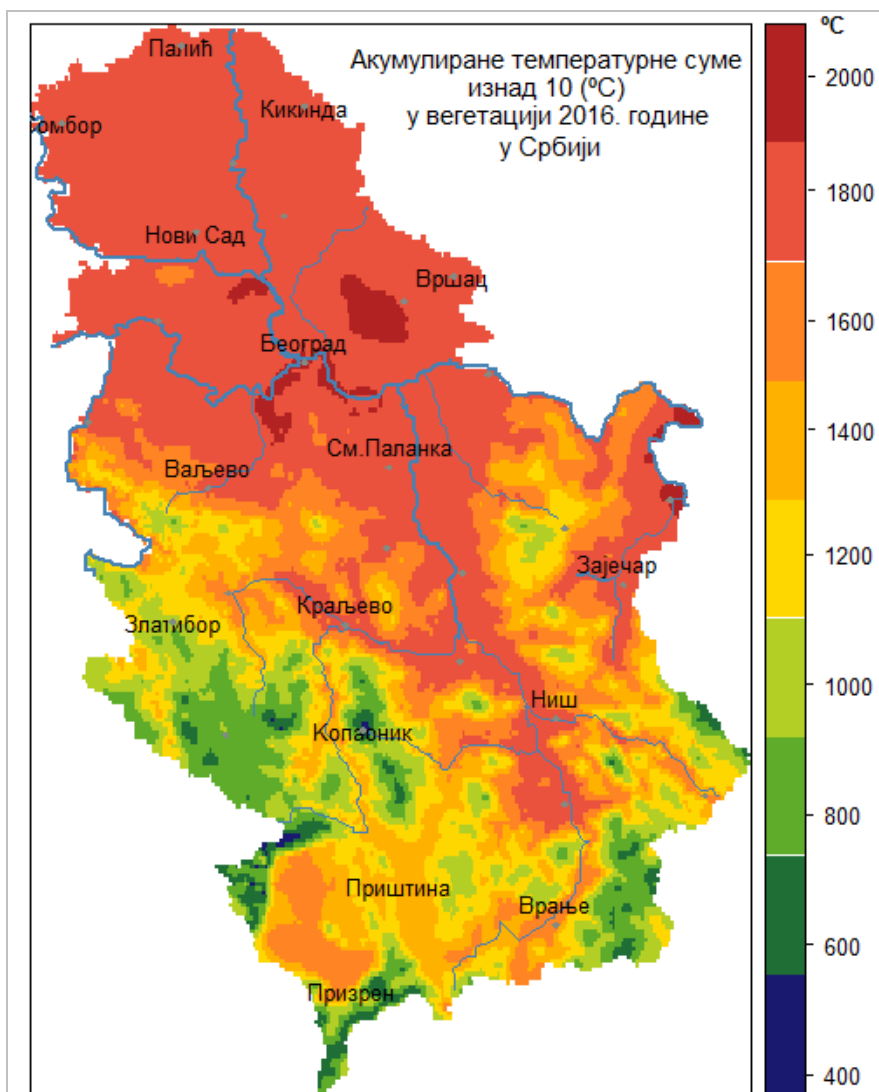 Акумулиране температурне суме
изнад 10 (ºC)
у вегетацији 2016. године
у Србији
ºC
2000
1800
1600
1400
1200
1000
800
600
400
Палић
Кикинда
Сомбор
Нови Сад
Вршац
Београд
См.Паланка
Ваљево
Зајечар
Краљево
Златибор
Ниш
Копаоник
Приштина
Врање
Призрен